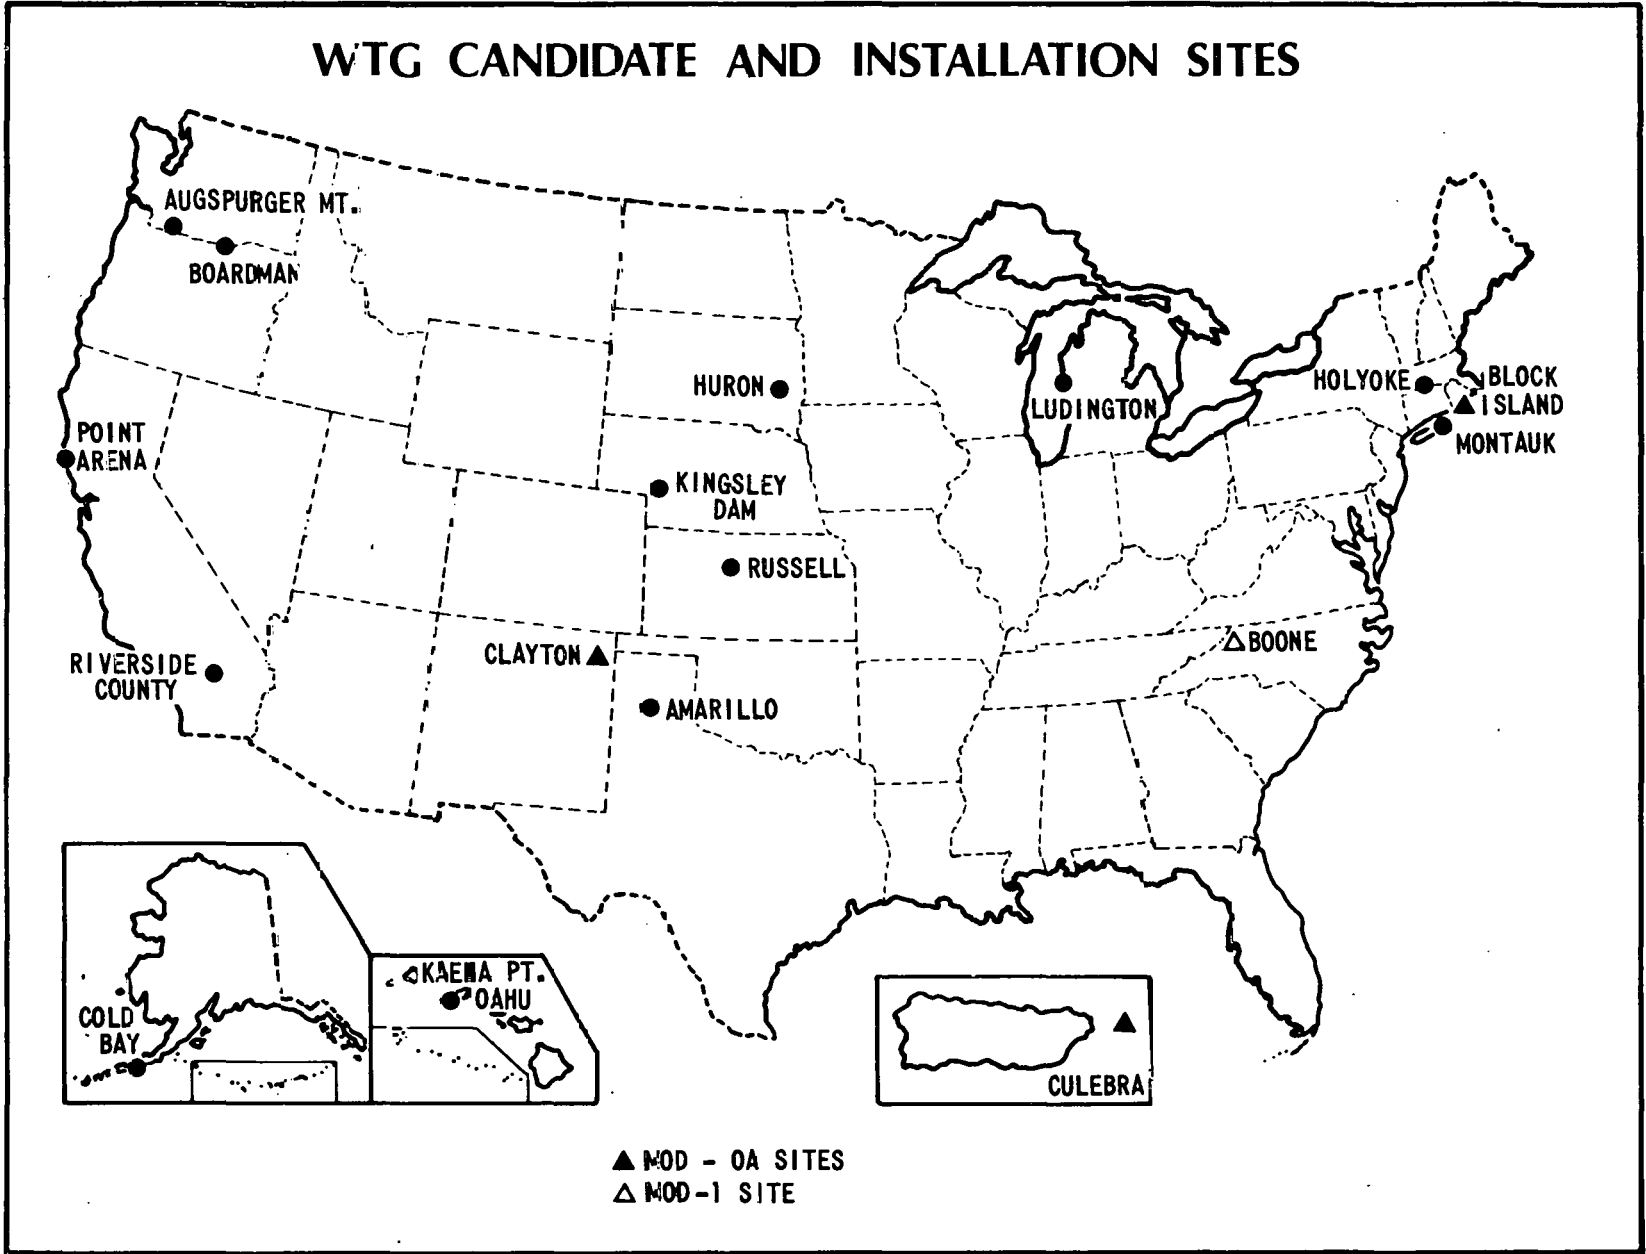 WTG CANDIDATE AND INSTALLATION SITES
AUGSPURGER MT.
BOARDMAN
HURON
LUDINGTON
HOLYOKE
BLOCK
ISLAND
MONTAUK
POINT
ARENA
KINGSLEY
DAM
RUSSELL
RIVERSIDE
COUNTY
CLAYTON
AMARILLO
BOONE
COLD
BAY
KAENA PT.
OAHU
CULEBRA
MOD - 0A SITES
MOD-1 SITE